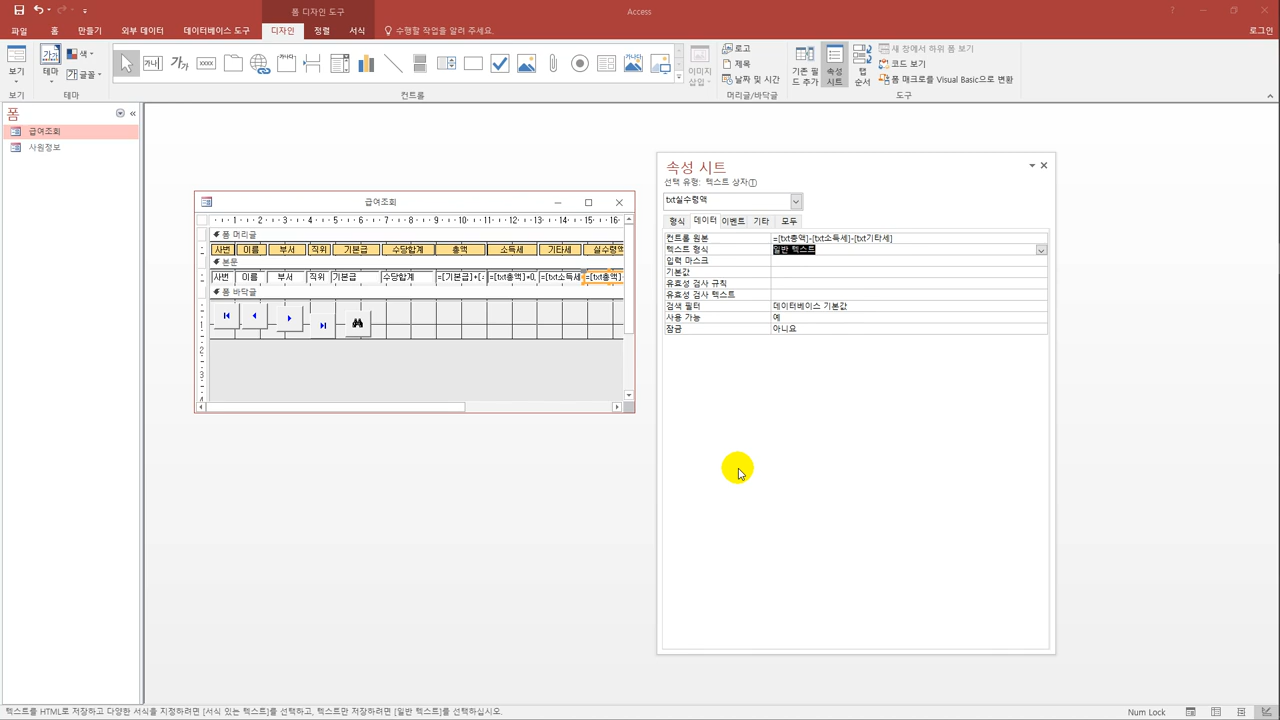 폼 디자인 도구
Access
파일 홈 만들기 외부 데이터 데이터베이스 도구 디자인 정렬 서식 수행할 작업을 알려 주세요. 로그인
보기
테마
색
글꼴
이미지 삽입
로고
제목
날짜 및 시간
기존 필드 추가
속성 시트
탭 순서
새 창에서 하위 폼 보기
코드 보기
폼 매크로를 Visual Basic으로 변환
보기 테마 컨트롤 머리글/바닥글 도구
폼
급여조회
사원정보
급여조회
폼 머리글
사번 이름 부서 직위 기본급 수당합계 총액 소득세 기타세 실수령액
본문
사번 이름 부서 직위 기본급 수당합계 =[기본급]+[ =[txt총액]*0, =[txt소득세 =[txt총액]-
폼 바닥글
속성 시트
선택 유형: 텍스트 상자(T)
txt실수령액
형식 데이터 이벤트 기타 모두
컨트롤 원본 =[txt총액]-[txt소득세]-[txt기타세]
텍스트 형식 일반 텍스트
입력 마스크
기본값
유효성 검사 규칙
유효성 검사 텍스트
검색 필터 데이터베이스 기본값
사용 가능 예
잠금 아니요
텍스트를 HTML로 저장하고 다양한 서식을 지정하려면 [서식 있는 텍스트]를 선택하고, 텍스트만 저장하려면 [일반 텍스트]를 선택하십시오. Num Lock